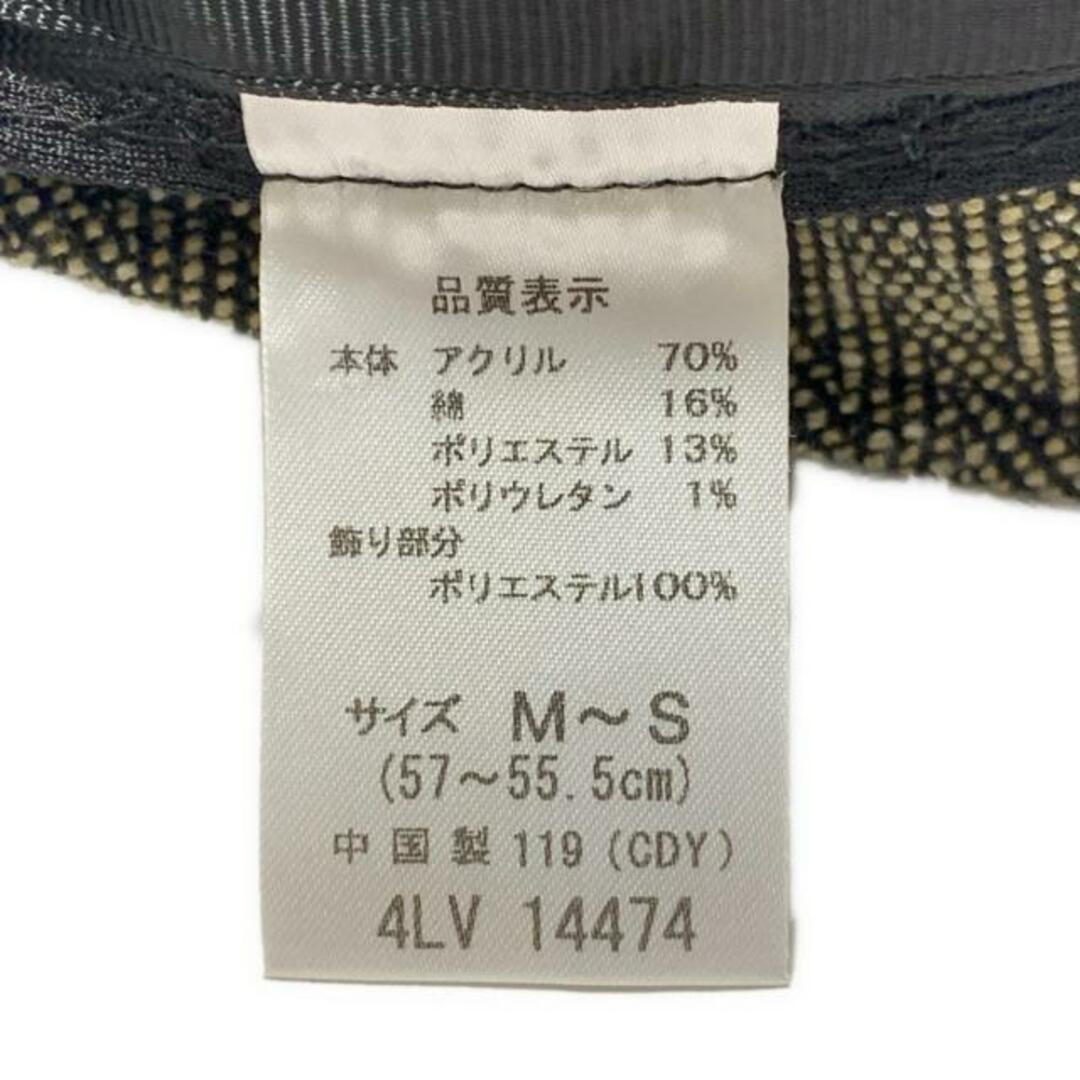 品質表示
本体 アクリル 70%
綿 16%
ポリエステル 13%
ポリウレタン 1%
飾り部分
ポリエステル100%
サイズ M～S
(57～55.5cm)
中国製 119 (CDY)
4LV 14474